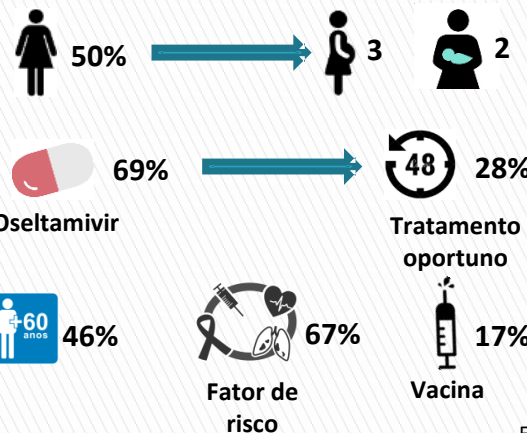 50%
3
2
69%
48
28%
Oseltamivir
Tratamento
oportuno
+60
anos
46%
67%
17%
Fator de
risco
Vacina